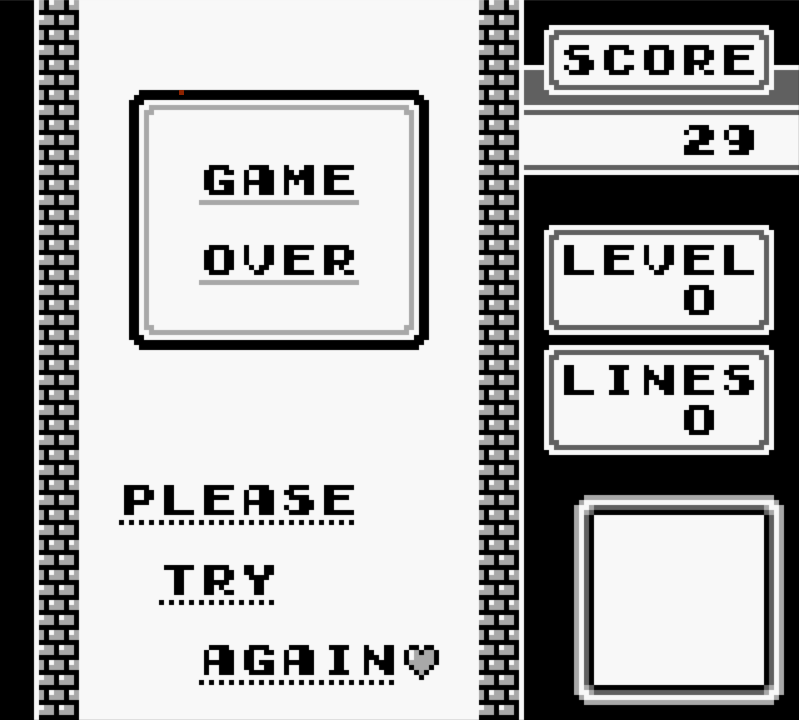 GAME
OVER
PLEASE
TRY
AGAIN♥
SCORE
29
LEVEL
0
LINES
0